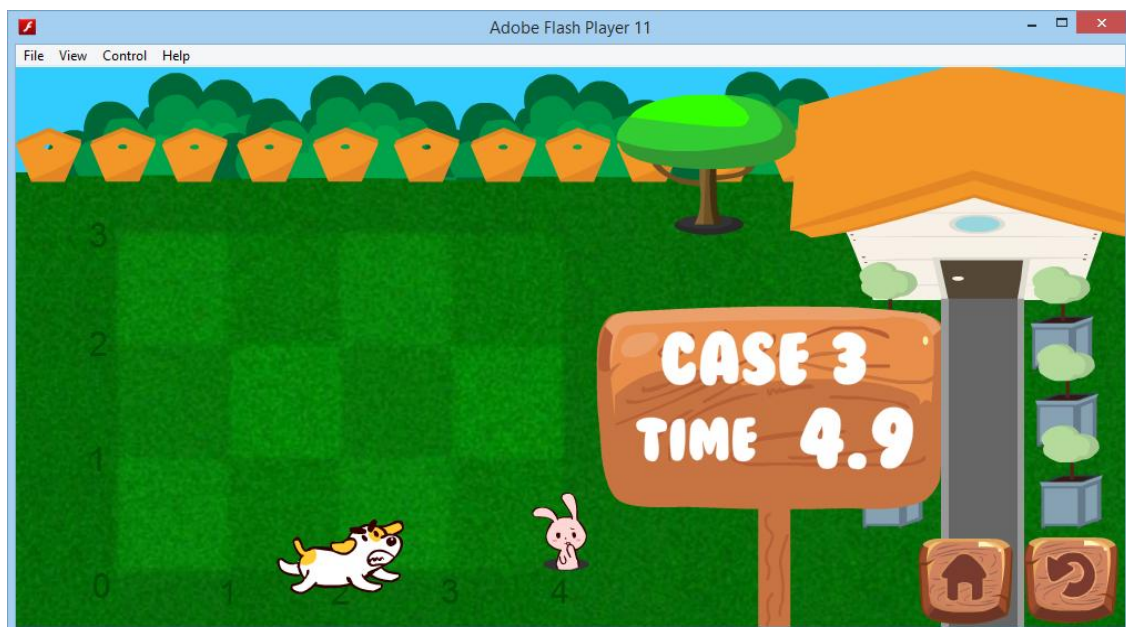 Adobe Flash Player 11
File View Control Help
3
2
1
0 1 2 3 4
CASE 3
TIME 4.9